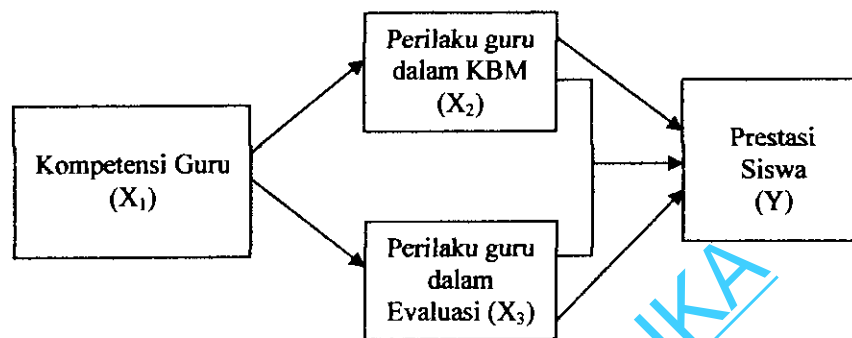 Perilaku guru
dalam KBM
(X₂)
Kompetensi Guru
(X₁)
Prestasi
Siswa
(Y)
Perilaku guru
dalam
Evaluasi (X₃)